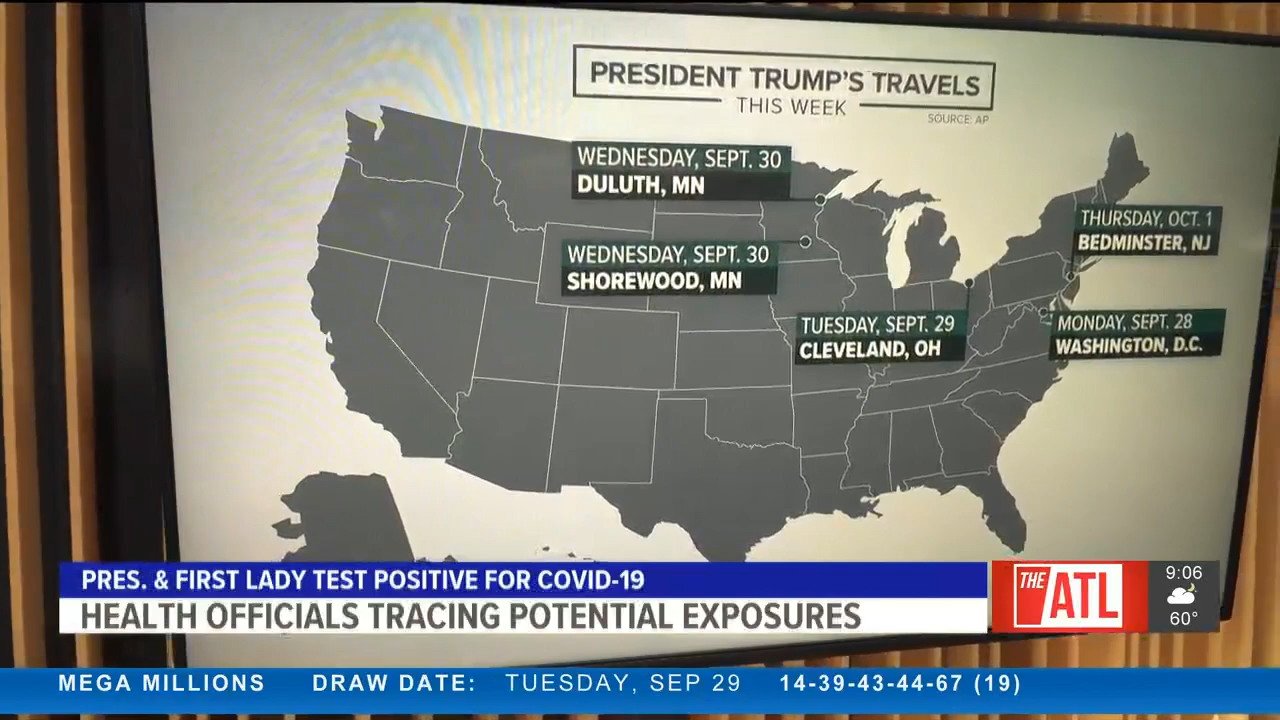 PRESIDENT TRUMP'S TRAVELS
THIS WEEK
SOURCE: AP
WEDNESDAY, SEPT. 30
DULUTH, MN
THURSDAY, OCT. 1
BEDMINSTER, NJ
WEDNESDAY, SEPT. 30
SHOREWOOD, MN
TUESDAY, SEPT. 29
CLEVELAND, OH
MONDAY, SEPT. 28
WASHINGTON, D.C.
PRES. & FIRST LADY TEST POSITIVE FOR COVID-19
HEALTH OFFICIALS TRACING POTENTIAL EXPOSURES
THE ATL
9:06
60°
MEGA MILLIONS DRAW DATE: TUESDAY, SEP 29 14-39-43-44-67 (19)